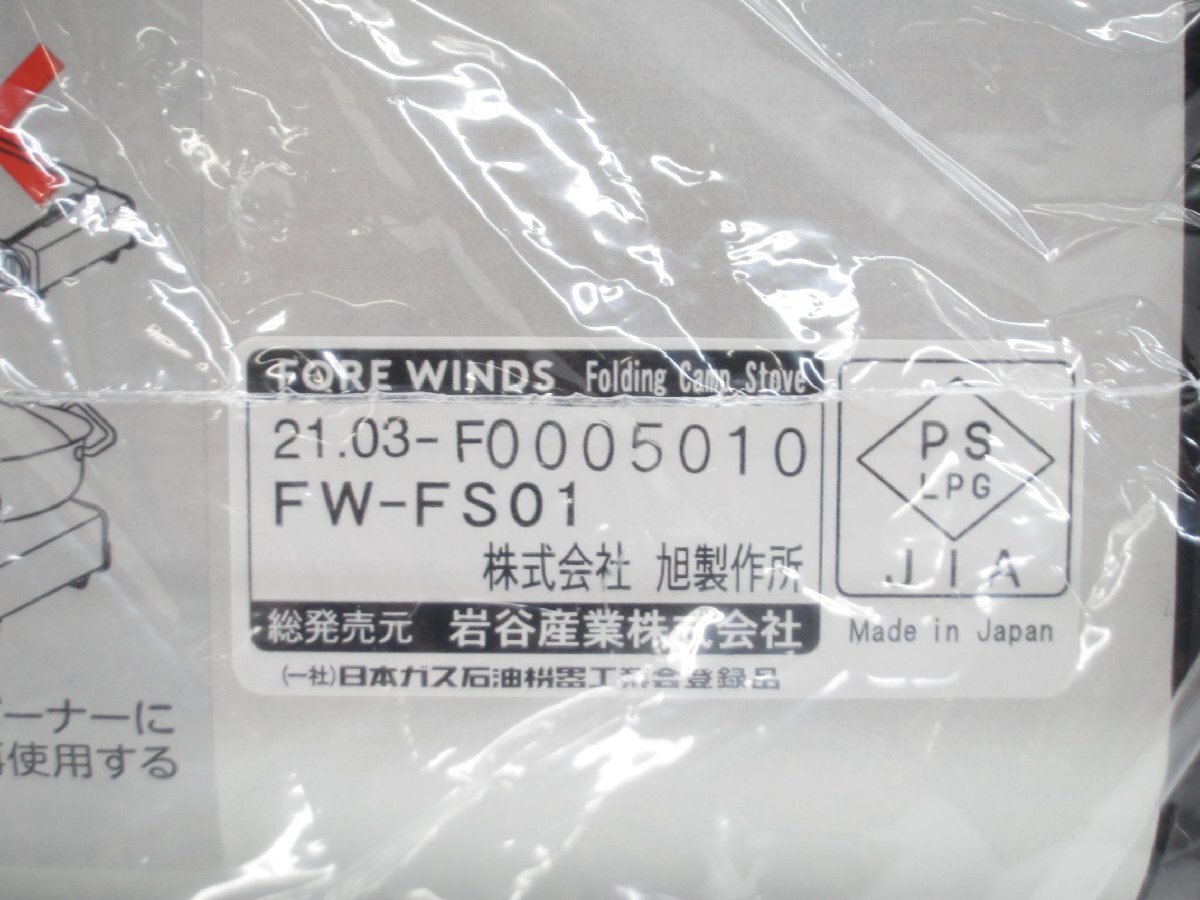 FORE WINDS Folding Camp Stove
21.03-F0005010
FW-FS01
株式会社 旭製作所
総発売元 岩谷産業株式会社
(一社)日本ガス石油機器工業会登録品
PS
LPG
JIA
Made in Japan
ーナーに
使用する